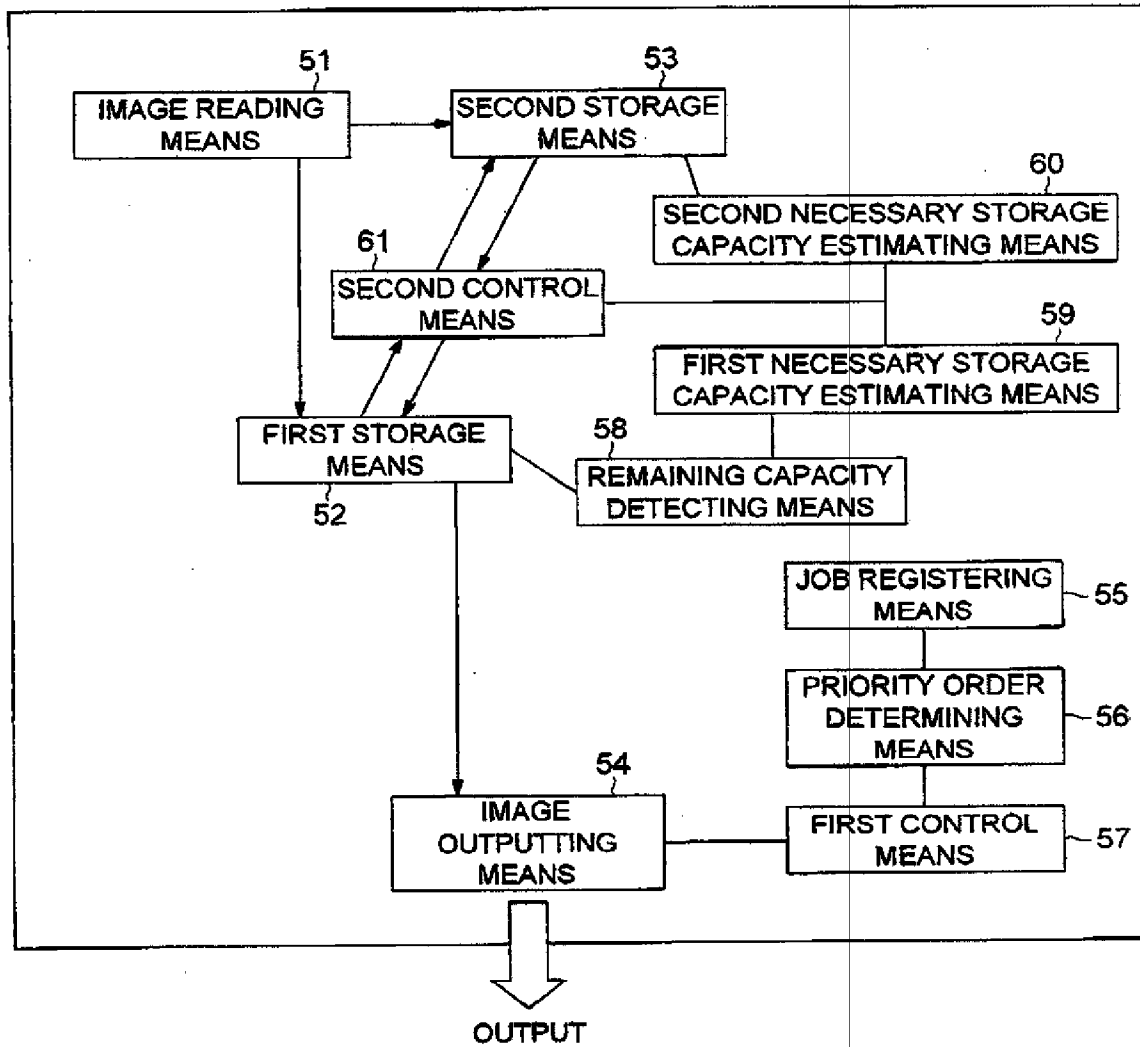 51
IMAGE READING
MEANS
53
SECOND STORAGE
MEANS
60
SECOND NECESSARY STORAGE
CAPACITY ESTIMATING MEANS
61
SECOND CONTROL
MEANS
59
FIRST NECESSARY STORAGE
CAPACITY ESTIMATING MEANS
FIRST STORAGE
MEANS
52
58
REMAINING CAPACITY
DETECTING MEANS
JOB REGISTERING
MEANS
55
PRIORITY ORDER
DETERMINING
MEANS
56
54
IMAGE
OUTPUTTING
MEANS
FIRST CONTROL
MEANS
57
OUTPUT